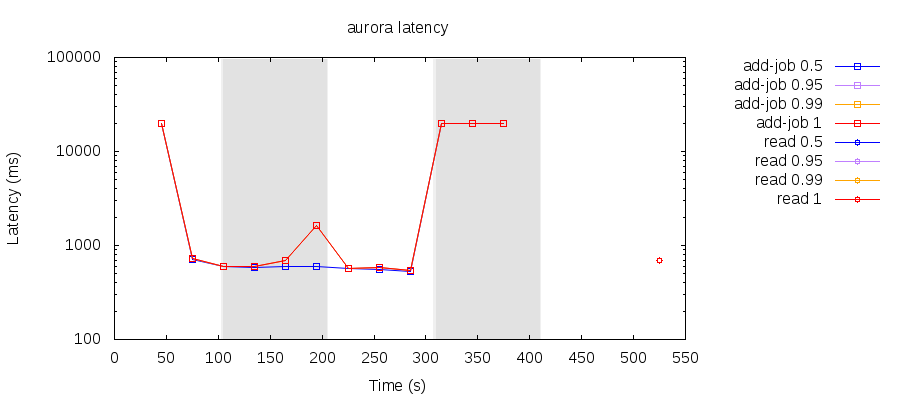 aurora latency
Latency (ms)
100000
10000
1000
100
0 50 100 150 200 250 300 350 400 450 500 550
Time (s)
add-job 0.5
add-job 0.95
add-job 0.99
add-job 1
read 0.5
read 0.95
read 0.99
read 1